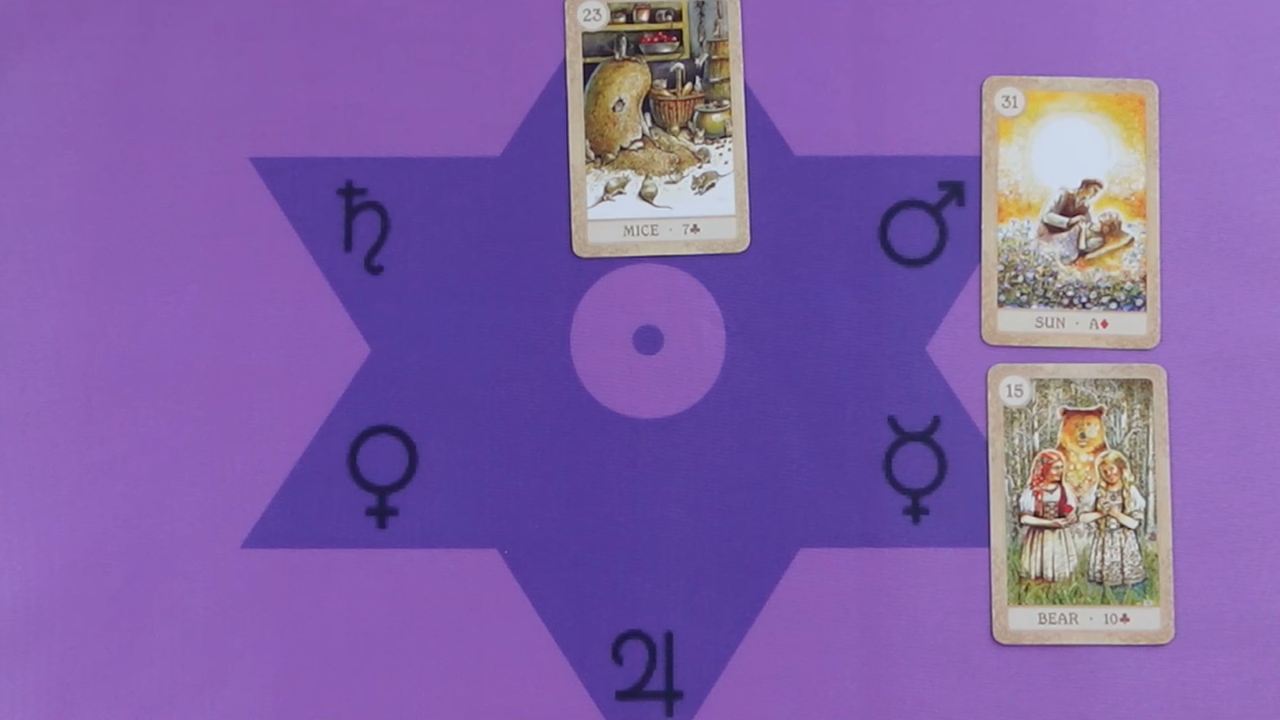 23
MICE · 7♣
31
SUN · A♦
15
BEAR · 10♣